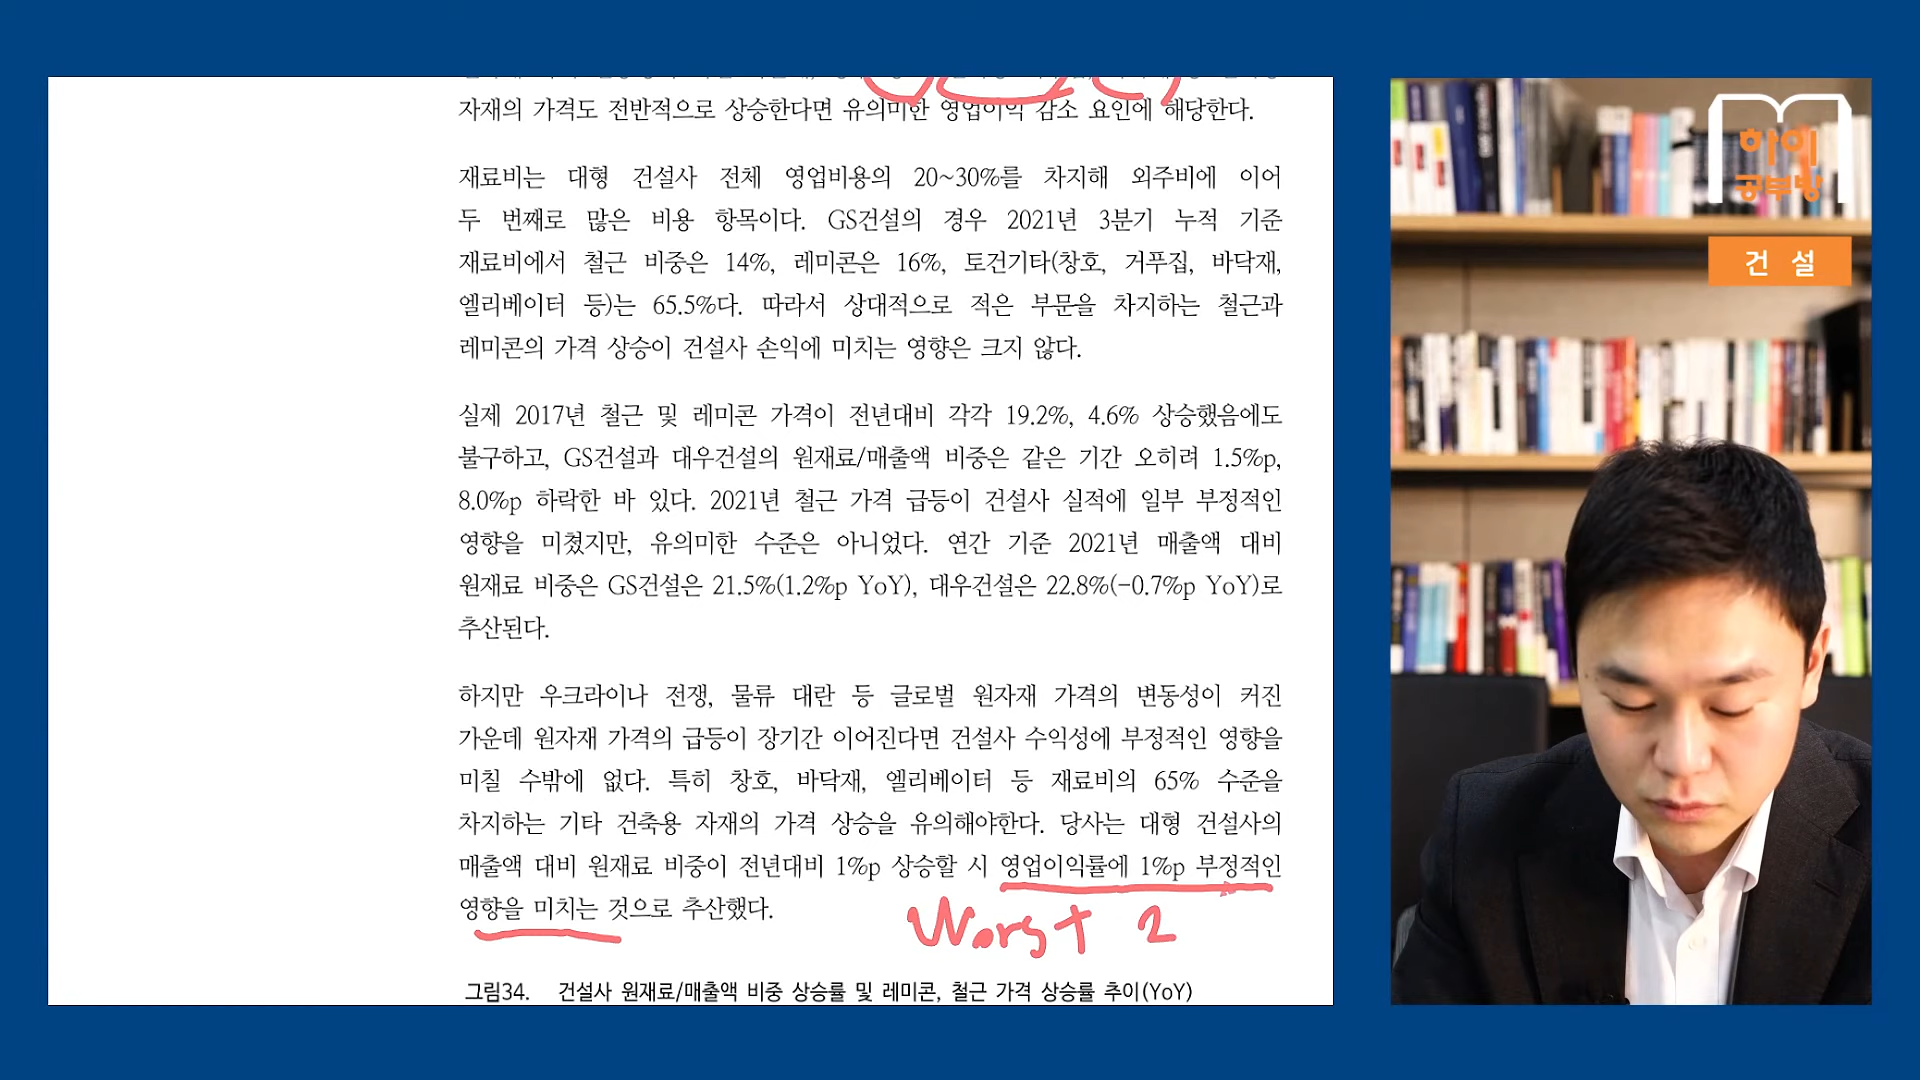 자재의 가격도 전반적으로 상승한다면 유의미한 영업이익 감소 요인에 해당한다.
재료비는 대형 건설사 전체 영업비용의 20~30%를 차지해 외주비에 이어
두 번째로 많은 비용 항목이다. GS건설의 경우 2021년 3분기 누적 기준
재료비에서 철근 비중은 14%, 레미콘은 16%, 토건기타(창호, 거푸집, 바닥재,
엘리베이터 등)는 65.5%다. 따라서 상대적으로 적은 부문을 차지하는 철근과
레미콘의 가격 상승이 건설사 손익에 미치는 영향은 크지 않다.
실제 2017년 철근 및 레미콘 가격이 전년대비 각각 19.2%, 4.6% 상승했음에도
불구하고, GS건설과 대우건설의 원재료/매출액 비중은 같은 기간 오히려 1.5%p,
8.0%p 하락한 바 있다. 2021년 철근 가격 급등이 건설사 실적에 일부 부정적인
영향을 미쳤지만, 유의미한 수준은 아니었다. 연간 기준 2021년 매출액 대비
원재료 비중은 GS건설은 21.5%(1.2%p YoY), 대우건설은 22.8%(-0.7%p YoY)로
추산된다.
하지만 우크라이나 전쟁, 물류 대란 등 글로벌 원자재 가격의 변동성이 커진
가운데 원자재 가격의 급등이 장기간 이어진다면 건설사 수익성에 부정적인 영향을
미칠 수밖에 없다. 특히 창호, 바닥재, 엘리베이터 등 재료비의 65% 수준을
차지하는 기타 건축용 자재의 가격 상승을 유의해야한다. 당사는 대형 건설사의
매출액 대비 원재료 비중이 전년대비 1%p 상승할 시 영업이익률에 1%p 부정적인
영향을 미치는 것으로 추산했다.
Worst 2
그림34. 건설사 원재료/매출액 비중 상승률 및 레미콘, 철근 가격 상승률 추이(YoY)
하이
공부방
건설